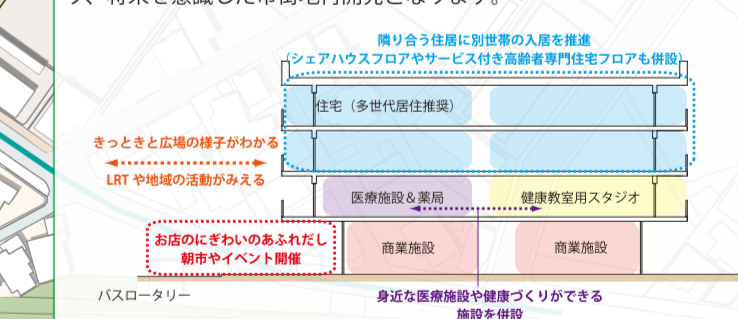 う、将来を意識した市街地再開発となります。
隣り合う住居に別世帯の入居を推進
(シェアハウスフロアやサービス付き高齢者専門住宅フロアも併設)
住宅（多世代居住推奨）
きっときと広場の様子がわかる
LRTや地域の活動がみえる
医療施設＆薬局
健康教室用スタジオ
お店のにぎわいのあふれだし
朝市やイベント開催
商業施設
商業施設
バスロータリー
身近な医療施設や健康づくりができる
施設を併設